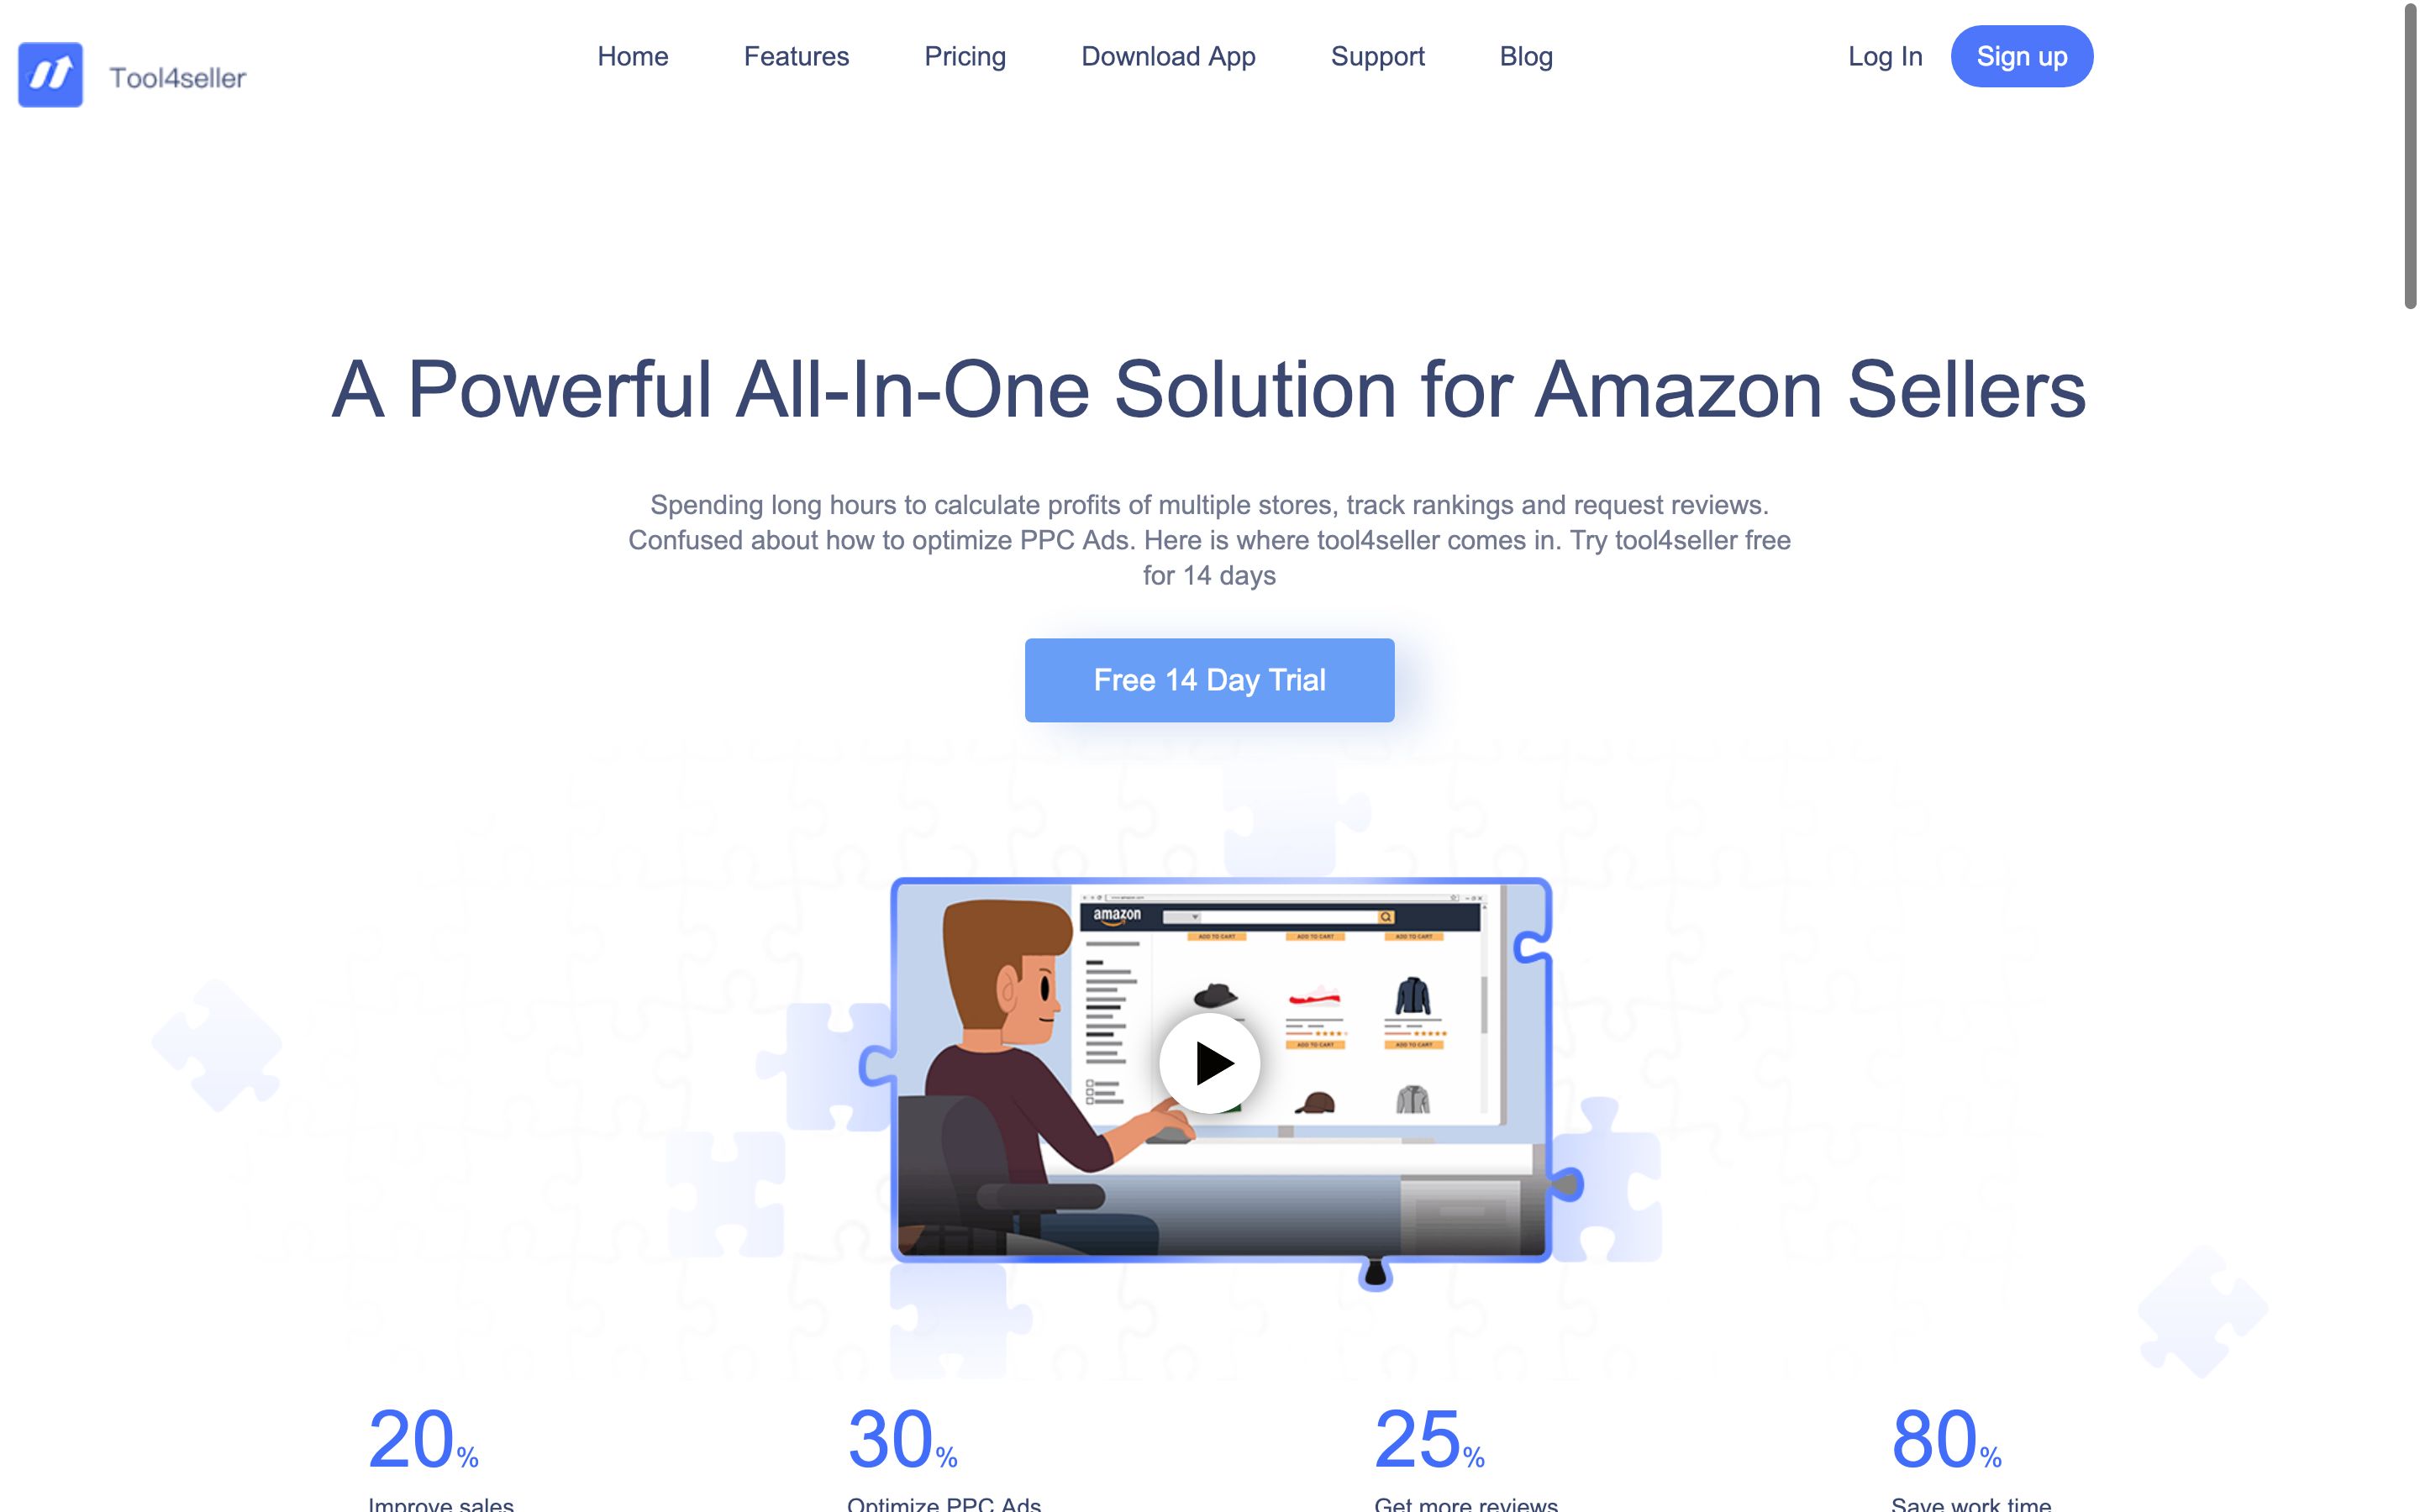 Tool4seller
Home
Features
Pricing
Download App
Support
Blog
Log In
Sign up
A Powerful All-In-One Solution for Amazon Sellers
Spending long hours to calculate profits of multiple stores, track rankings and request reviews.
Confused about how to optimize PPC Ads. Here is where tool4seller comes in. Try tool4seller free
for 14 days
Free 14 Day Trial
amazon
ADD TO CART
ADD TO CART
ADD TO CART
ADD TO CART
ADD TO CART
20%
30%
25%
80%
Improve sales
Optimize PPC Ads
Get more reviews
Save work time